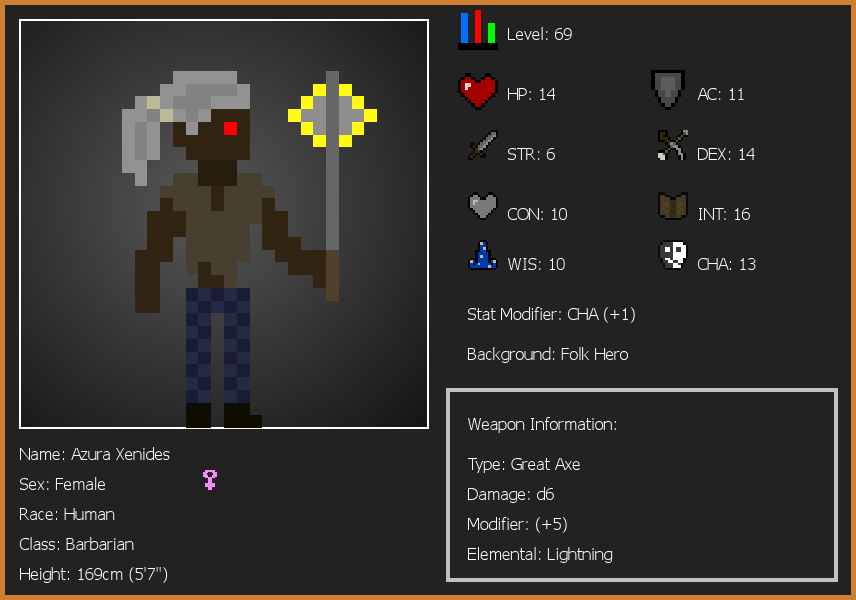 Level: 69
HP: 14
AC: 11
STR: 6
DEX: 14
CON: 10
INT: 16
WIS: 10
CHA: 13
Stat Modifier: CHA (+1)
Background: Folk Hero
Weapon Information:
Type: Great Axe
Damage: d6
Modifier: (+5)
Elemental: Lightning
Name: Azura Xenides
Sex: Female
Race: Human
Class: Barbarian
Height: 169cm (5'7")